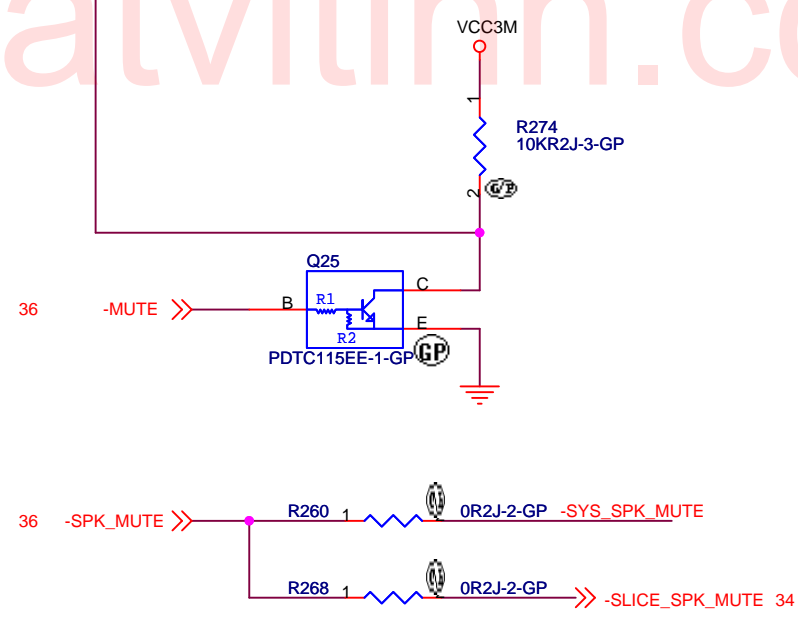 atvitinh.co
VCC3M
1
R274
10KR2J-3-GP
2
G/P
Q25
C
36 -MUTE
B
R1
E
R2
PDTC115EE-1-GP
GP
36 -SPK_MUTE
R260 1
0R2J-2-GP -SYS_SPK_MUTE
R268 1
0R2J-2-GP
-SLICE_SPK_MUTE 34